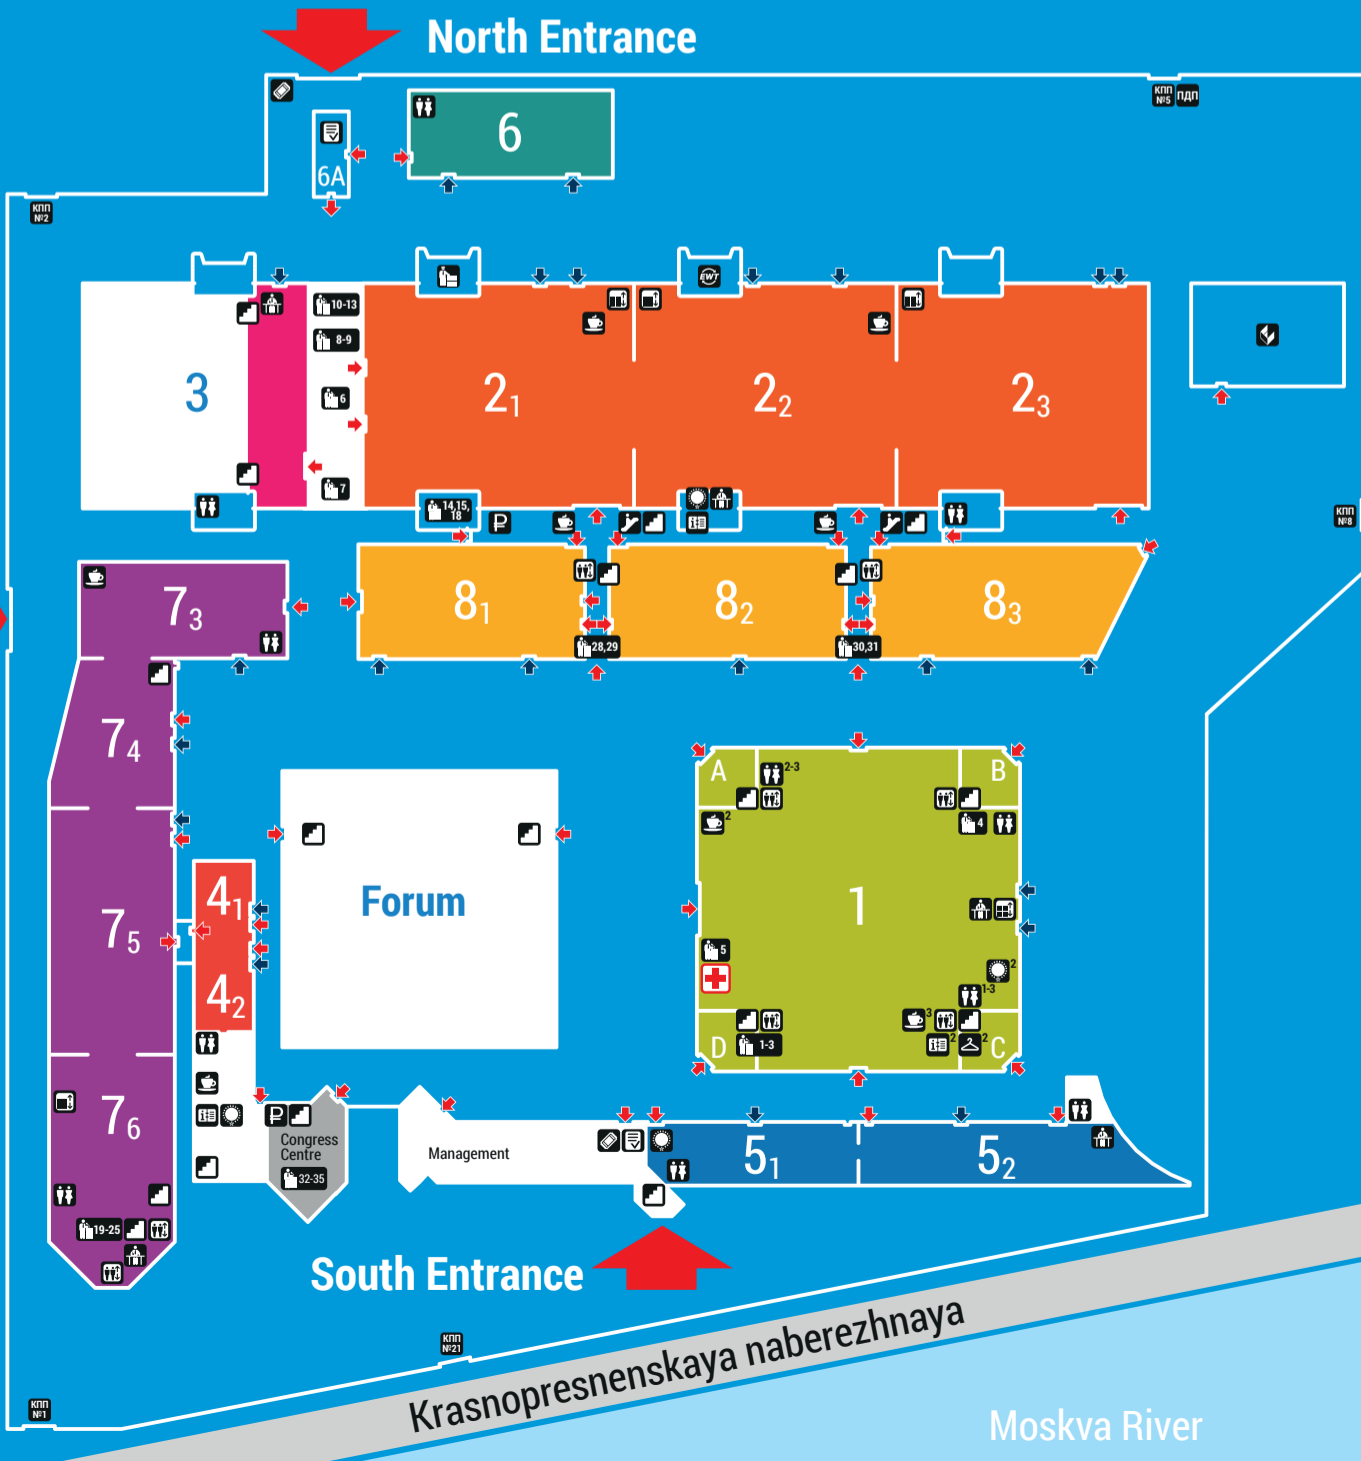 North Entrance
КПП
№5
ПДП
6
6A
КПП
№2
EWT
10-13
8-9
6
7
3
2₁
2₂
2₃
14,15,
18
КПП
№8
7₃
8₁
8₂
8₃
28,29
30,31
7₄
A
2-3
B
2
4
7₅
4₁
4₂
Forum
1
5
2
1-3
3
D
1-3
2
2
C
7₆
Congress
Centre
32-35
Management
5₁
5₂
19-25
South Entrance
КПП
№21
Krasnopresnenskaya naberezhnaya
КПП
№1
Moskva River